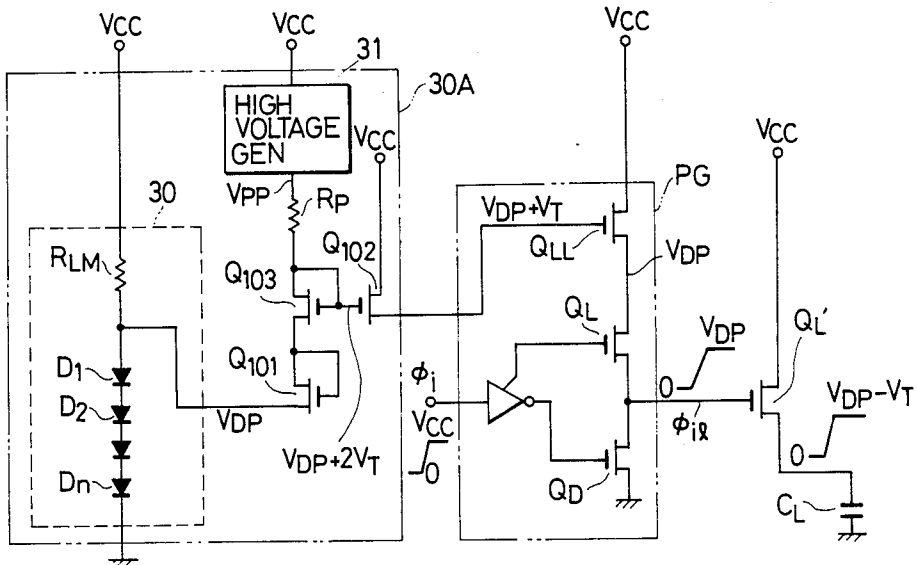 VCC
VCC
VCC
31
30A
HIGH
VOLTAGE
GEN
VCC
VCC
PG
VPP
RP
30
VDP+VT
QLL
VDP
RLM
Q102
Q103
QL
QL'
VDP
0
D1
Q101
ϕi
VDP-VT
D2
VDP
VCC
0
ϕiℓ
0
VDP+2VT
Dn
QD
CL